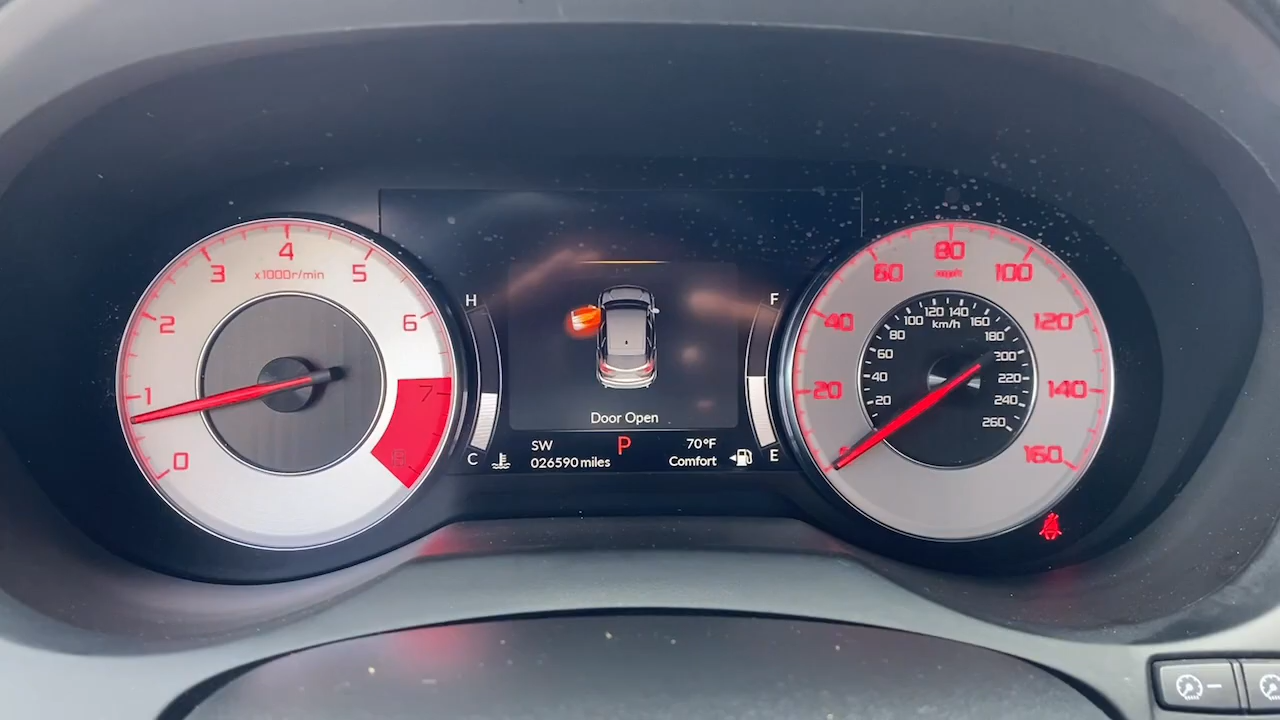 4
3
5
x1000r/min
2
6
1
7
0
8
H
F
Door Open
SW
P
70°F
C
026590 miles
Comfort
E
80
60
mph
100
40
120
20
140
160
120 140
100
160
km/h
80
180
60
200
40
220
20
240
260